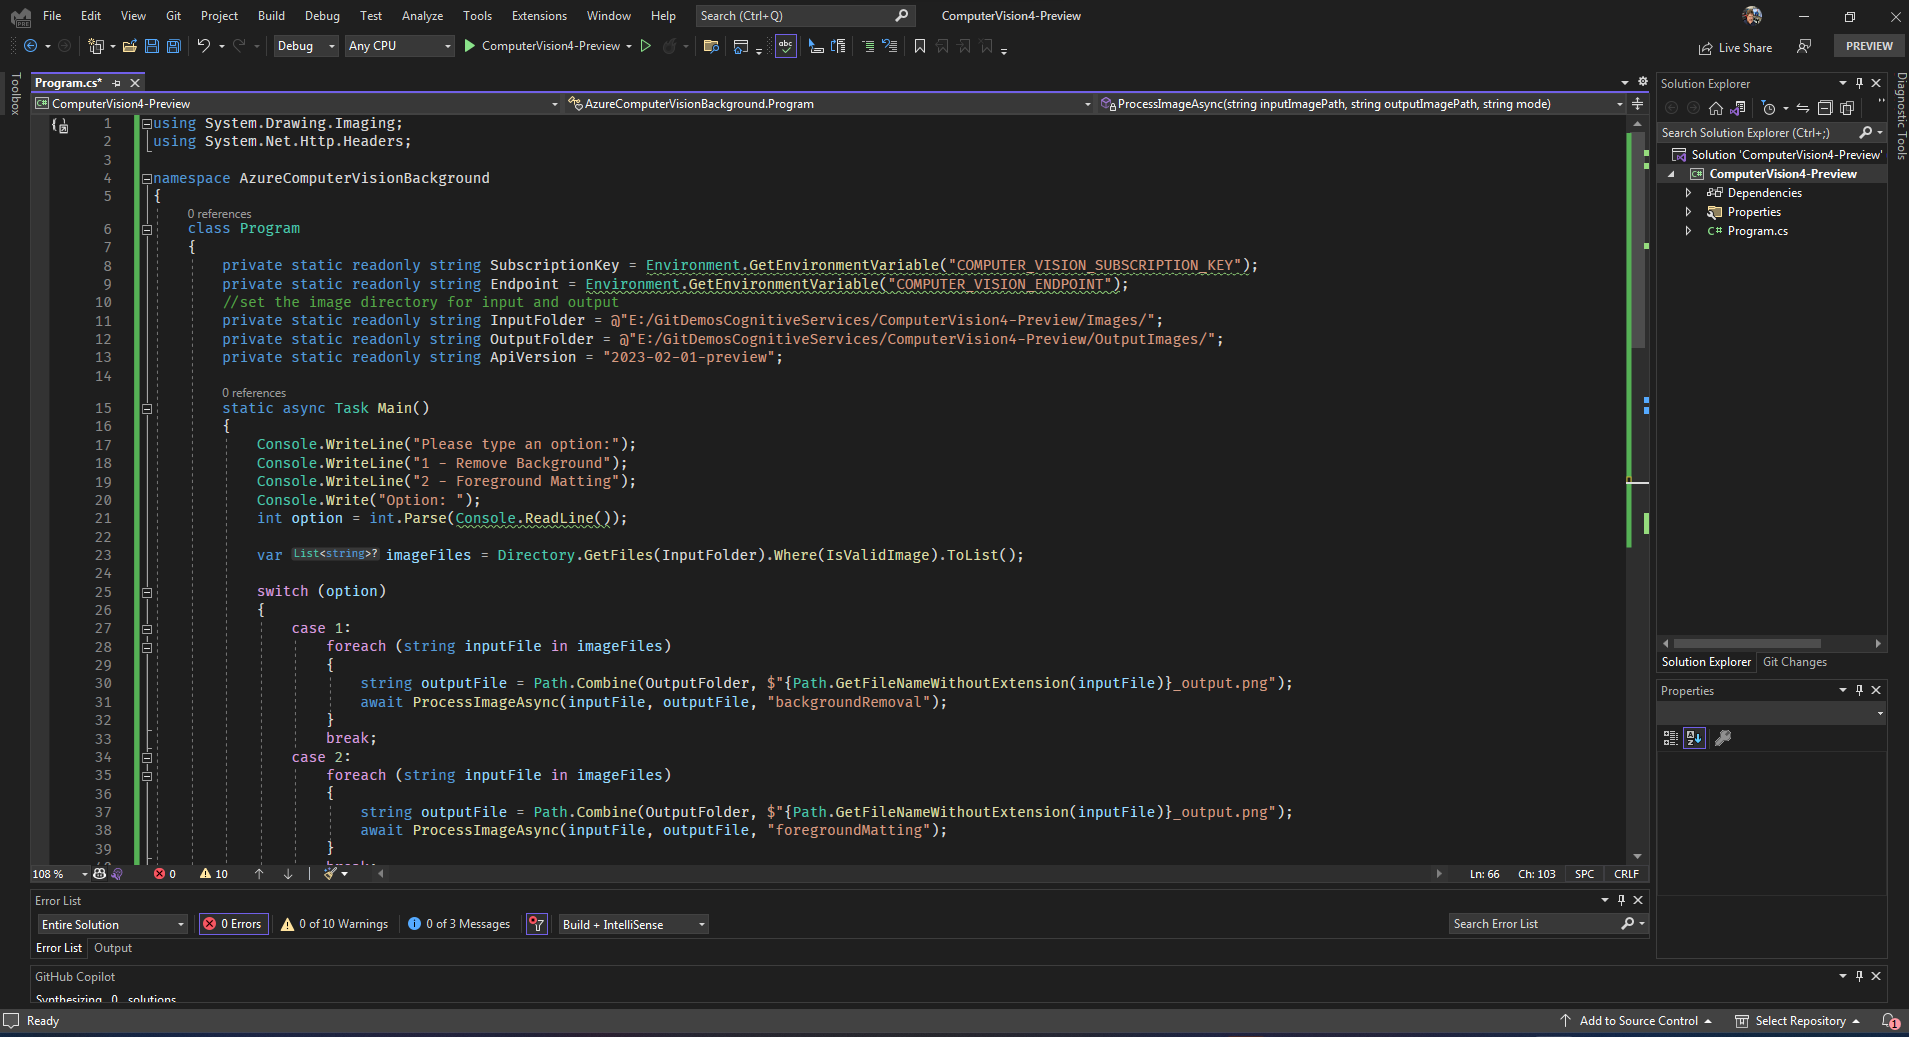 File Edit View Git Project Build Debug Test Analyze Tools Extensions Window Help Search (Ctrl+Q) ComputerVision4-Preview
Debug Any CPU ComputerVision4-Preview Live Share PREVIEW
Toolbox
Program.cs*
ComputerVision4-Preview AzureComputerVisionBackground.Program ProcessImageAsync(string inputImagePath, string outputImagePath, string mode)
1 using System.Drawing.Imaging;
2 using System.Net.Http.Headers;
3
4 namespace AzureComputerVisionBackground
5 {
0 references
6 class Program
7 {
8 private static readonly string SubscriptionKey = Environment.GetEnvironmentVariable("COMPUTER_VISION_SUBSCRIPTION_KEY");
9 private static readonly string Endpoint = Environment.GetEnvironmentVariable("COMPUTER_VISION_ENDPOINT");
10 //set the image directory for input and output
11 private static readonly string InputFolder = @"E:/GitDemosCognitiveServices/ComputerVision4-Preview/Images/";
12 private static readonly string OutputFolder = @"E:/GitDemosCognitiveServices/ComputerVision4-Preview/OutputImages/";
13 private static readonly string ApiVersion = "2023-02-01-preview";
14
0 references
15 static async Task Main()
16 {
17 Console.WriteLine("Please type an option:");
18 Console.WriteLine("1 - Remove Background");
19 Console.WriteLine("2 - Foreground Matting");
20 Console.Write("Option: ");
21 int option = int.Parse(Console.ReadLine());
22
23 var List<string>? imageFiles = Directory.GetFiles(InputFolder).Where(IsValidImage).ToList();
24
25 switch (option)
26 {
27 case 1:
28 foreach (string inputFile in imageFiles)
29 {
30 string outputFile = Path.Combine(OutputFolder, $"{Path.GetFileNameWithoutExtension(inputFile)}_output.png");
31 await ProcessImageAsync(inputFile, outputFile, "backgroundRemoval");
32 }
33 break;
34 case 2:
35 foreach (string inputFile in imageFiles)
36 {
37 string outputFile = Path.Combine(OutputFolder, $"{Path.GetFileNameWithoutExtension(inputFile)}_output.png");
38 await ProcessImageAsync(inputFile, outputFile, "foregroundMatting");
39 }
40 break;
108 % 0 10 Ln: 66 Ch: 103 SPC CRLF
Error List
Entire Solution 0 Errors 0 of 10 Warnings 0 of 3 Messages Build + IntelliSense Search Error List
Error List Output
GitHub Copilot
Synthesizing 0 solutions
Solution Explorer
Search Solution Explorer (Ctrl+;)
Solution 'ComputerVision4-Preview'
C# ComputerVision4-Preview
Dependencies
Properties
C# Program.cs
Solution Explorer Git Changes
Properties
Diagnostic Tools
Ready Add to Source Control Select Repository 1